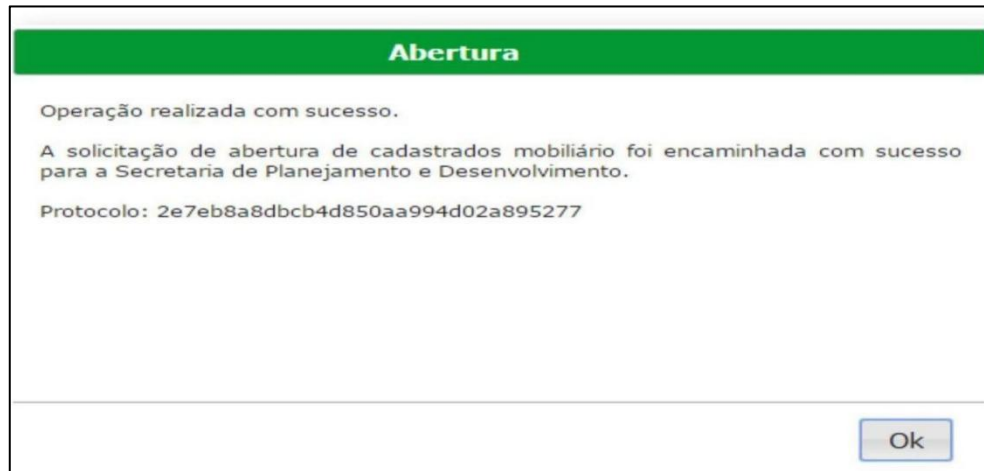 Abertura
Operação realizada com sucesso.
A solicitação de abertura de cadastrados mobiliário foi encaminhada com sucesso
para a Secretaria de Planejamento e Desenvolvimento.
Protocolo: 2e7eb8a8dbcb4d850aa994d02a895277
Ok